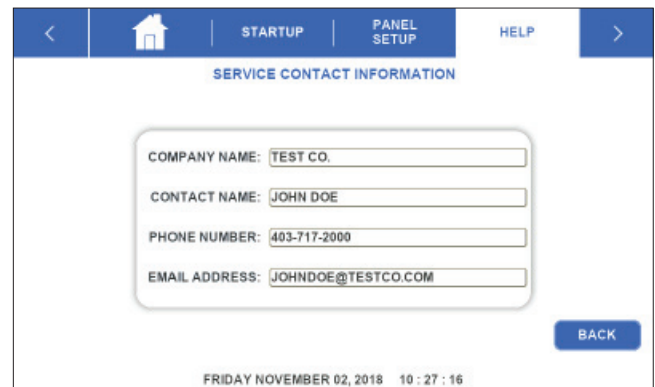 < STARTUP PANEL SETUP HELP >
SERVICE CONTACT INFORMATION
COMPANY NAME: TEST CO.
CONTACT NAME: JOHN DOE
PHONE NUMBER: 403-717-2000
EMAIL ADDRESS: JOHNDOE@TESTCO.COM
BACK
FRIDAY NOVEMBER 02, 2018 10 : 27 : 16